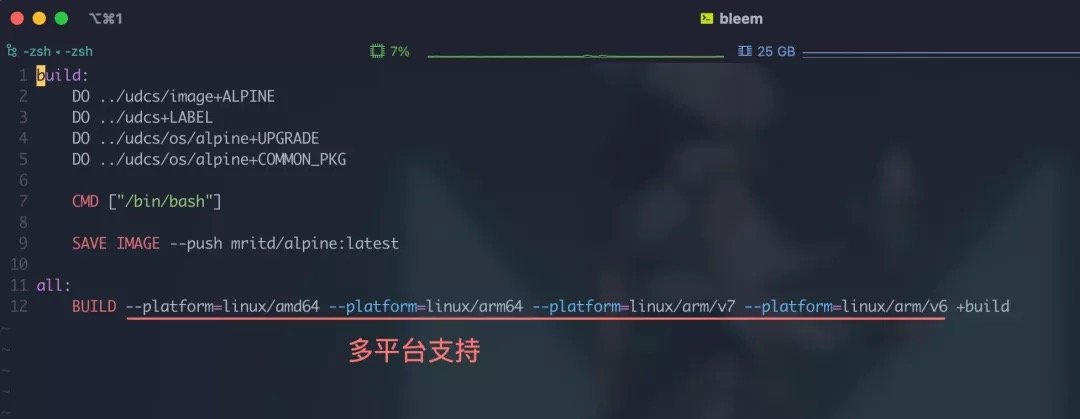 ⌥⌘1
bleem
-zsh • -zsh
7%
25 GB
1 build:
2     DO ../udcs/image+ALPINE
3     DO ../udcs+LABEL
4     DO ../udcs/os/alpine+UPGRADE
5     DO ../udcs/os/alpine+COMMON_PKG
6
7     CMD ["/bin/bash"]
8
9     SAVE IMAGE --push mritd/alpine:latest
10
11 all:
12     BUILD --platform=linux/amd64 --platform=linux/arm64 --platform=linux/arm/v7 --platform=linux/arm/v6 +build
~
多平台支持
~
~
~